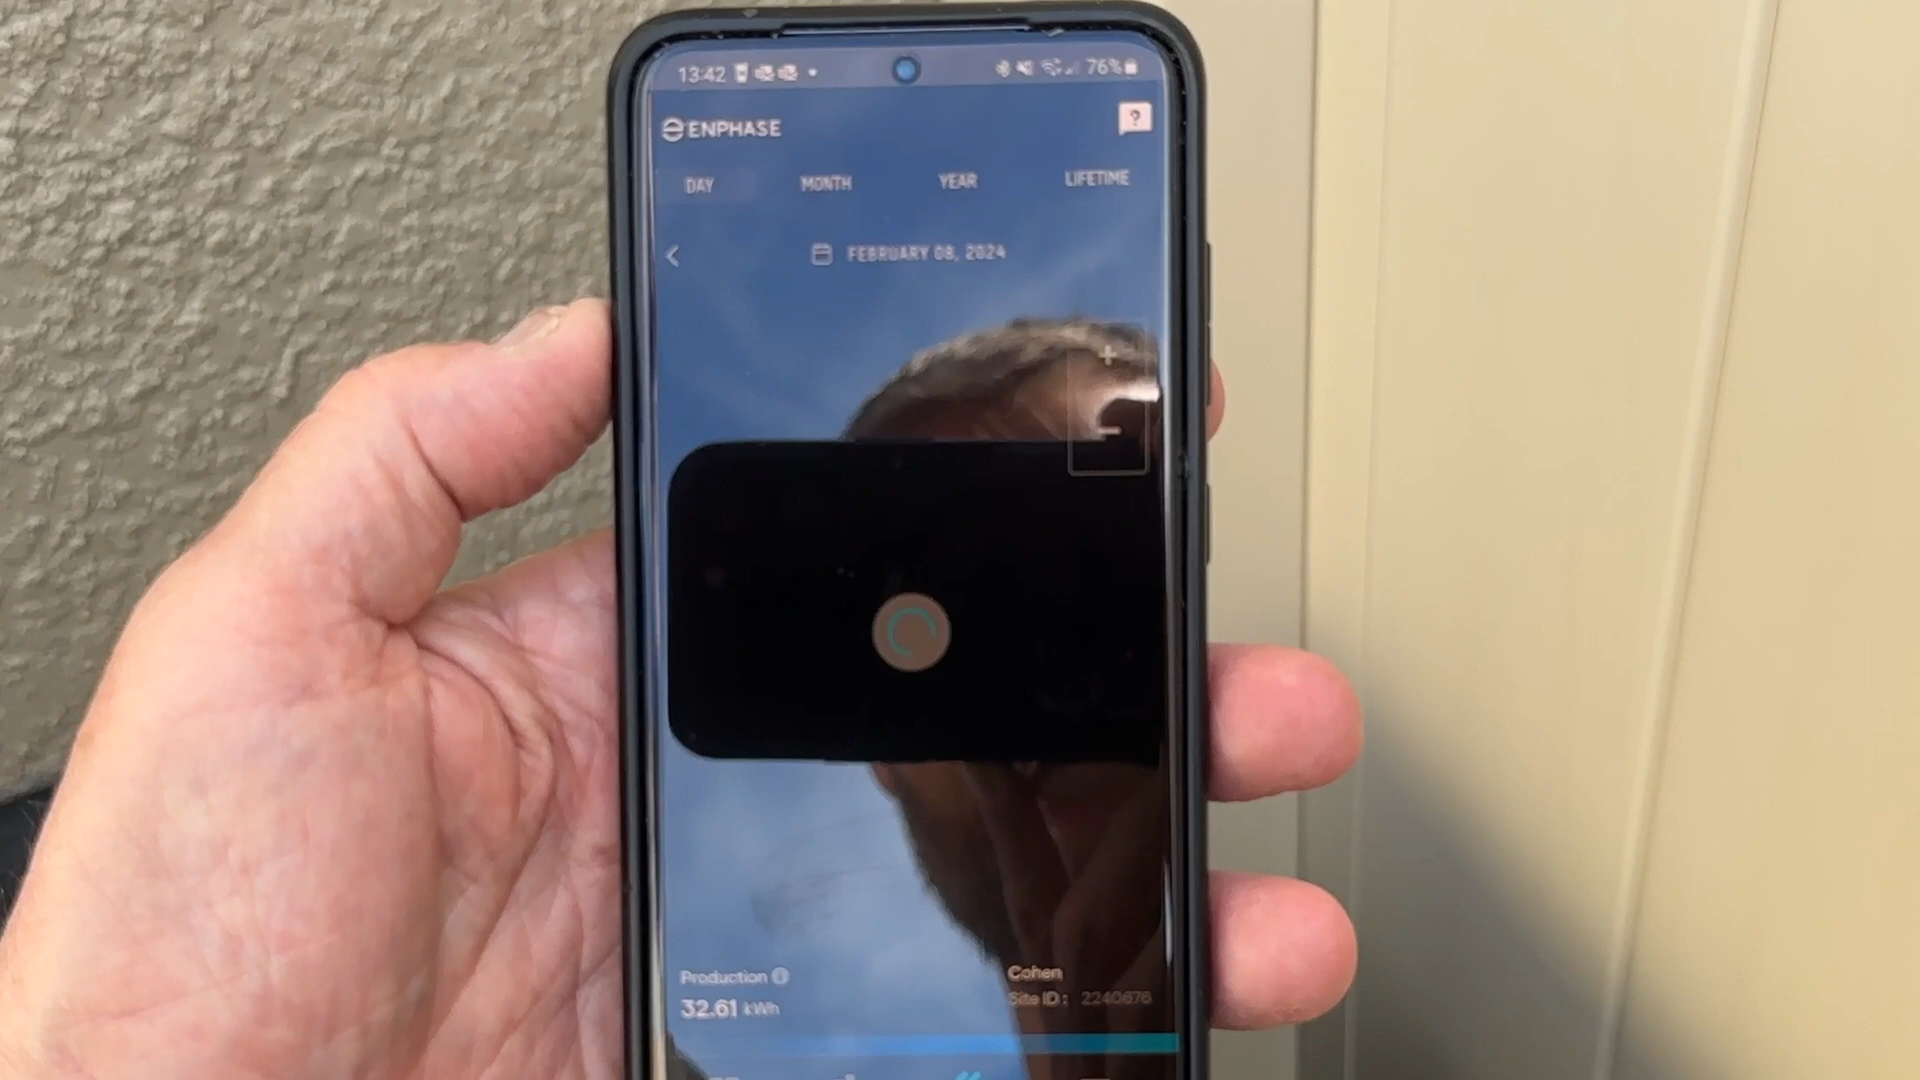 13:42 76%
ENPHASE ?
DAY MONTH YEAR LIFETIME
FEBRUARY 08, 2024
+
−
Production
32.61 kWh
Cohen
Site ID: 2240676